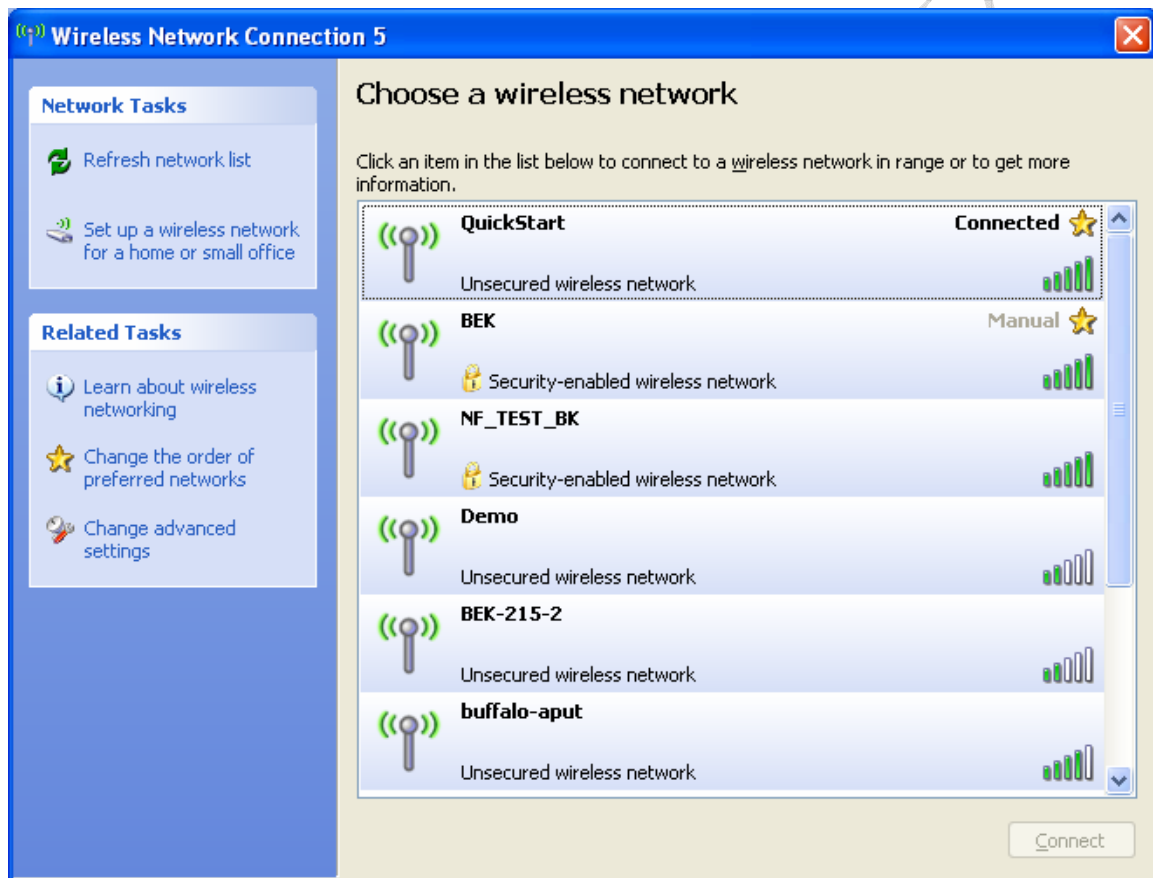 Wireless Network Connection 5
Network Tasks
Refresh network list
Set up a wireless network
for a home or small office
Related Tasks
Learn about wireless
networking
Change the order of
preferred networks
Change advanced
settings
Choose a wireless network
Click an item in the list below to connect to a wireless network in range or to get more
information.
QuickStart Connected
Unsecured wireless network
BEK Manual
Security-enabled wireless network
NF_TEST_BK
Security-enabled wireless network
Demo
Unsecured wireless network
BEK-215-2
Unsecured wireless network
buffalo-aput
Unsecured wireless network
Connect